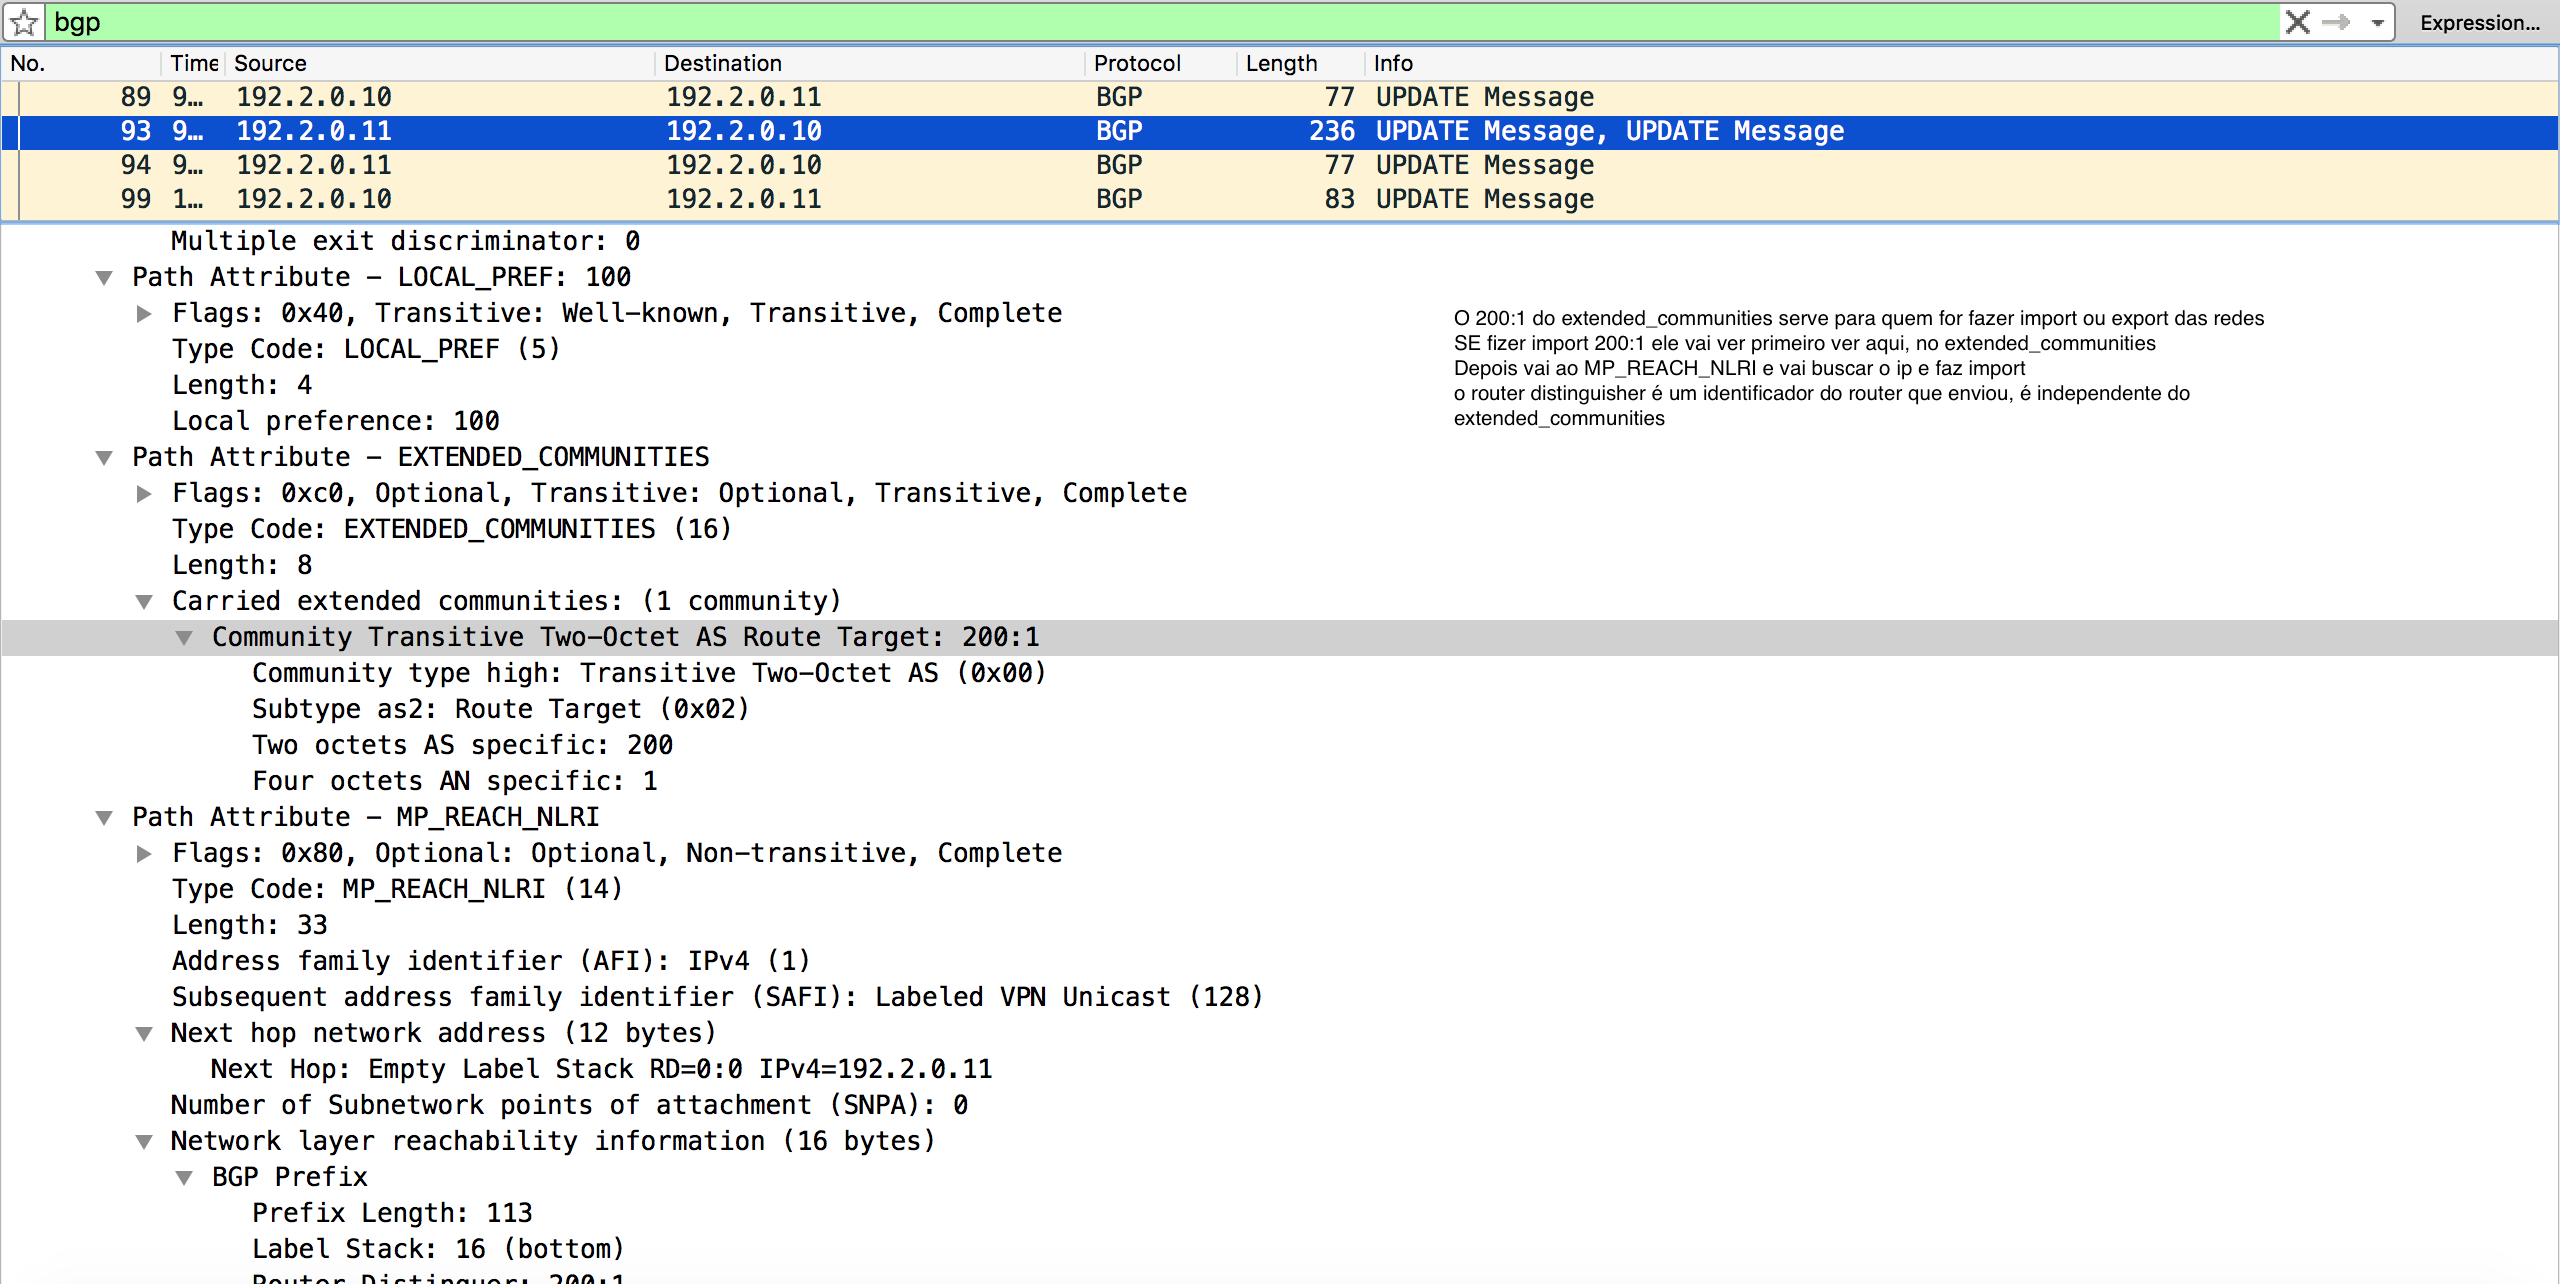 bgp
Expression...
No. Time Source Destination Protocol Length Info
89 9... 192.2.0.10 192.2.0.11 BGP 77 UPDATE Message
93 9... 192.2.0.11 192.2.0.10 BGP 236 UPDATE Message, UPDATE Message
94 9... 192.2.0.11 192.2.0.10 BGP 77 UPDATE Message
99 1... 192.2.0.10 192.2.0.11 BGP 83 UPDATE Message
Multiple exit discriminator: 0
Path Attribute – LOCAL_PREF: 100
Flags: 0x40, Transitive: Well–known, Transitive, Complete
Type Code: LOCAL_PREF (5)
Length: 4
Local preference: 100
Path Attribute – EXTENDED_COMMUNITIES
Flags: 0xc0, Optional, Transitive: Optional, Transitive, Complete
Type Code: EXTENDED_COMMUNITIES (16)
Length: 8
Carried extended communities: (1 community)
Community Transitive Two–Octet AS Route Target: 200:1
Community type high: Transitive Two–Octet AS (0x00)
Subtype as2: Route Target (0x02)
Two octets AS specific: 200
Four octets AN specific: 1
Path Attribute – MP_REACH_NLRI
Flags: 0x80, Optional: Optional, Non–transitive, Complete
Type Code: MP_REACH_NLRI (14)
Length: 33
Address family identifier (AFI): IPv4 (1)
Subsequent address family identifier (SAFI): Labeled VPN Unicast (128)
Next hop network address (12 bytes)
Next Hop: Empty Label Stack RD=0:0 IPv4=192.2.0.11
Number of Subnetwork points of attachment (SNPA): 0
Network layer reachability information (16 bytes)
BGP Prefix
Prefix Length: 113
Label Stack: 16 (bottom)
Router Distinguer: 200:1
O 200:1 do extended_communities serve para quem for fazer import ou export das redes
SE fizer import 200:1 ele vai ver primeiro ver aqui, no extended_communities
Depois vai ao MP_REACH_NLRI e vai buscar o ip e faz import
o router distinguisher é um identificador do router que enviou, é independente do
extended_communities